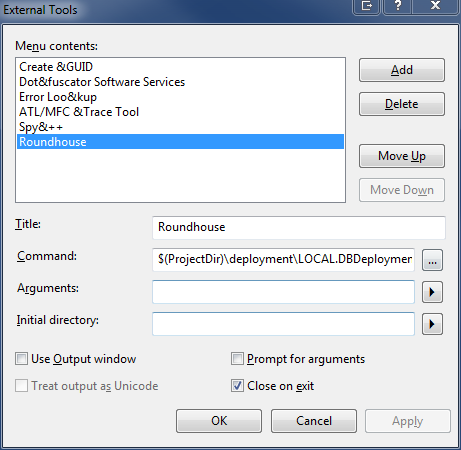 External Tools
Menu contents:
Create &GUID
Dot&fuscator Software Services
Error Loo&kup
ATL/MFC &Trace Tool
Spy&++
Roundhouse
Add
Delete
Move Up
Move Down
Title: Roundhouse
Command: $(ProjectDir)\deployment\LOCAL.DBDeploymen ...
Arguments:
Initial directory:
Use Output window
Prompt for arguments
Treat output as Unicode
Close on exit
OK Cancel Apply